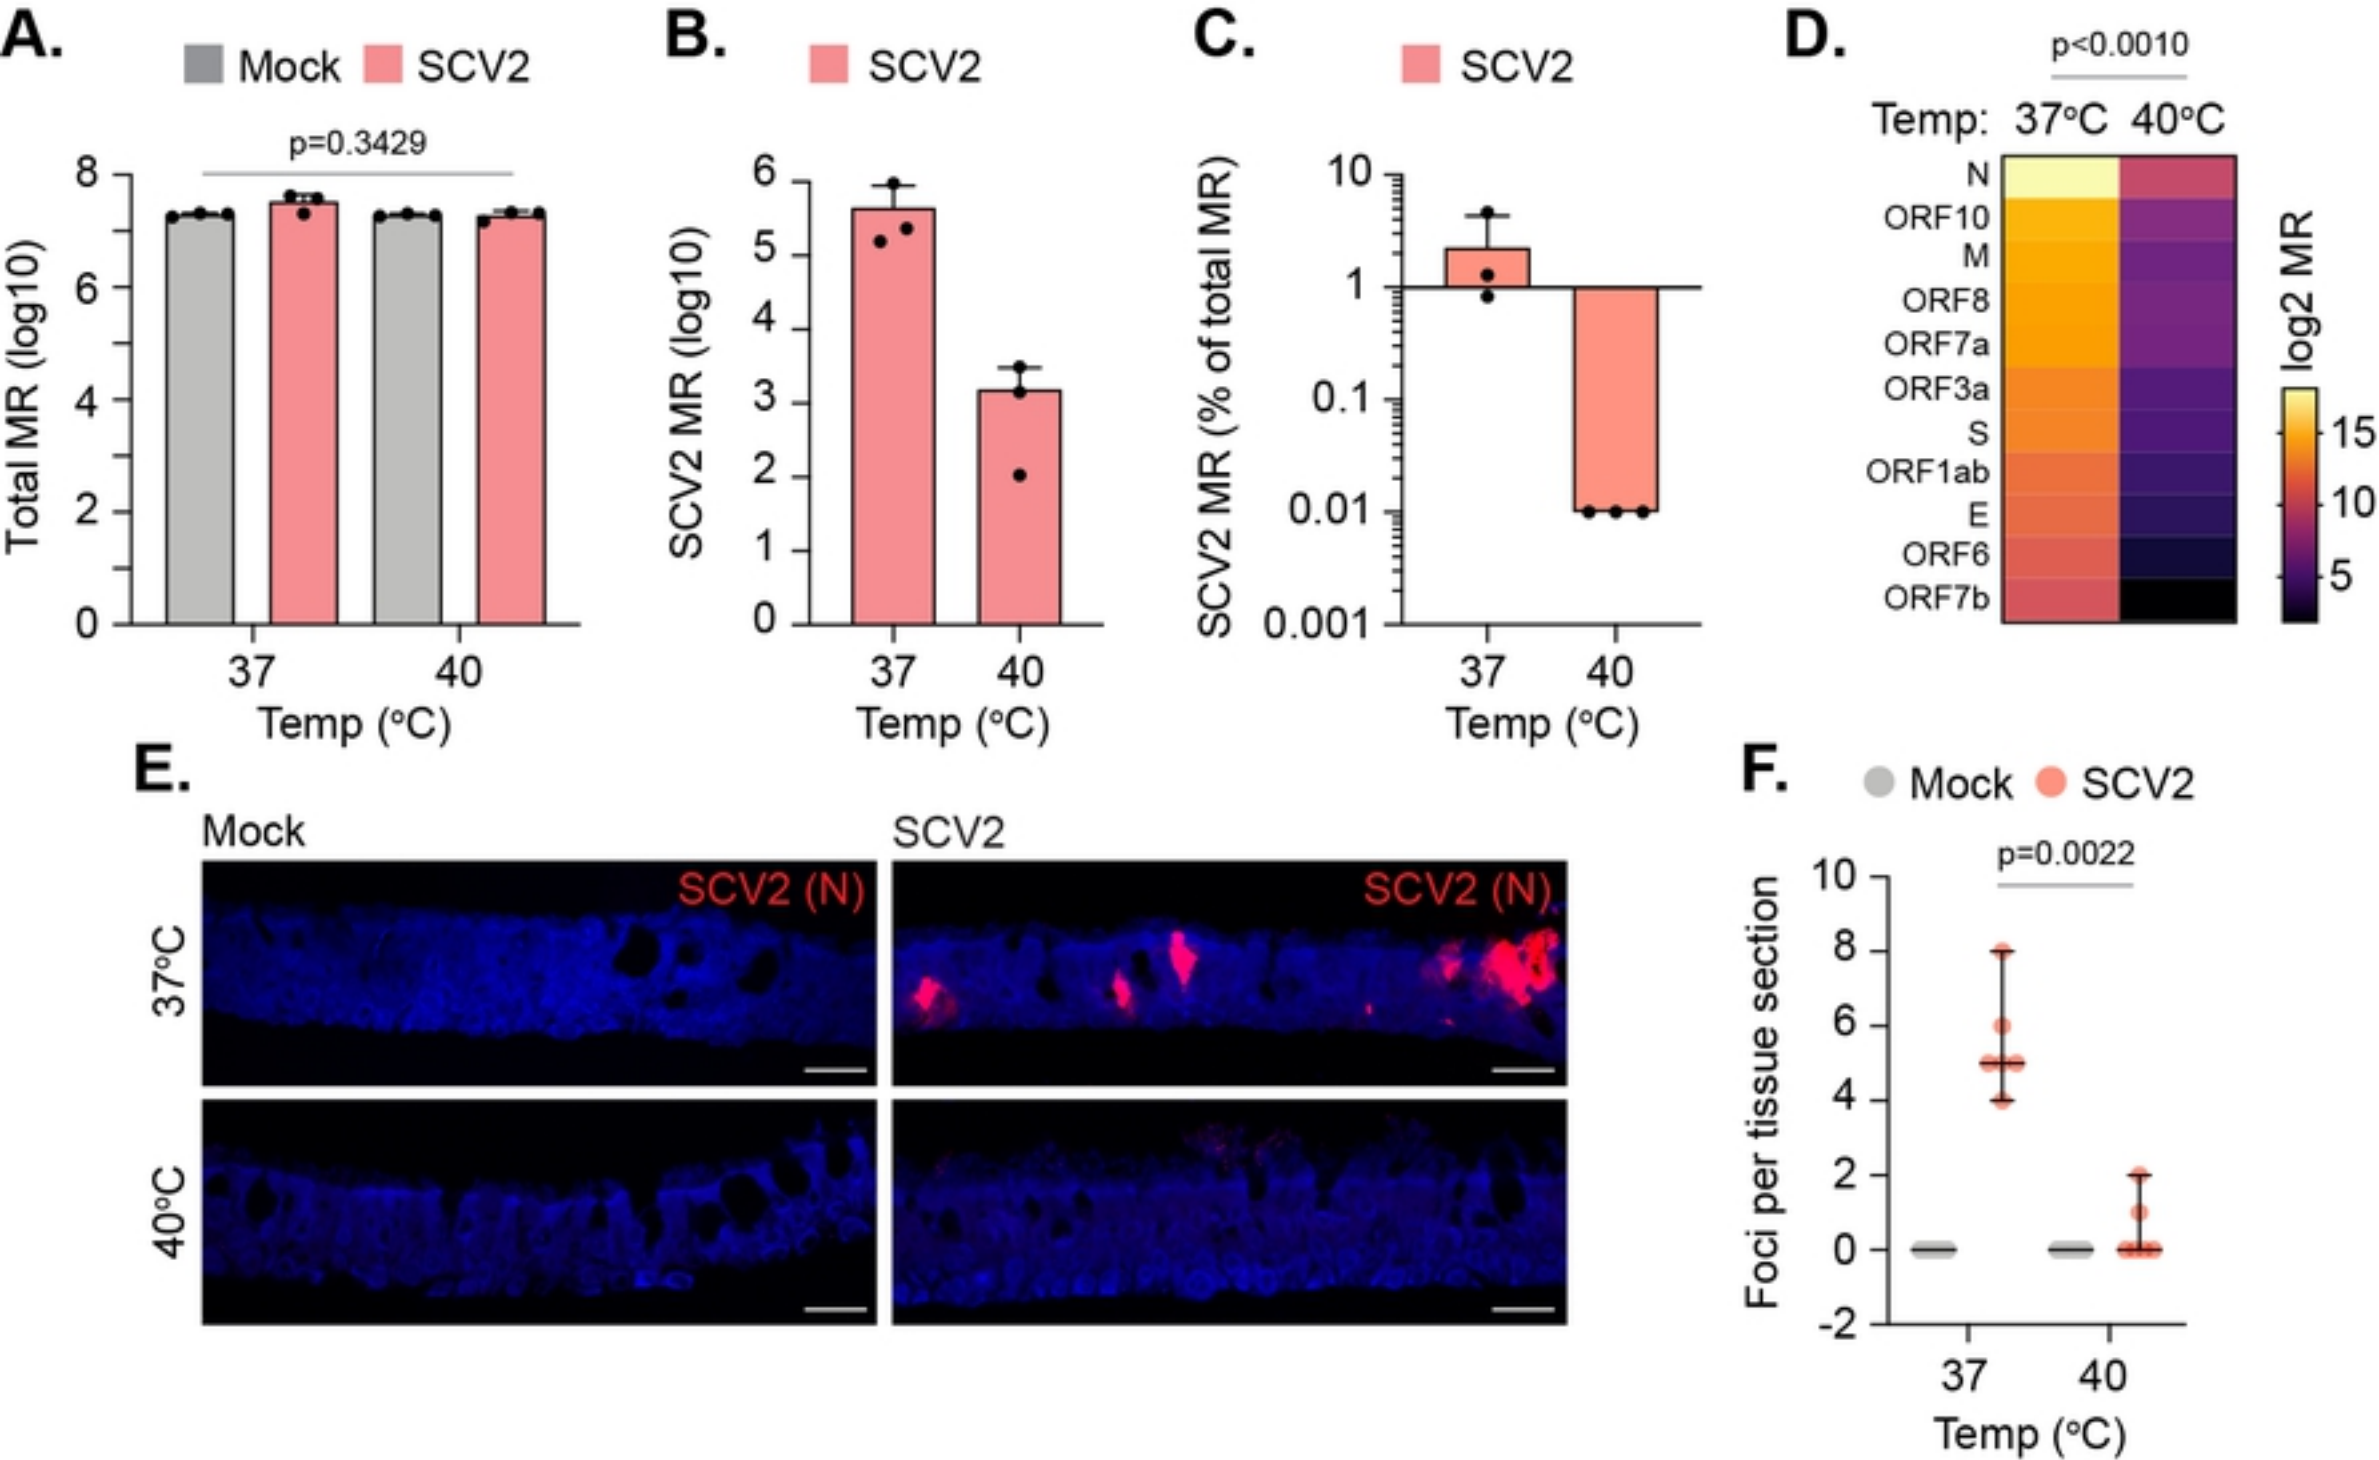 A.
Mock SCV2
p=0.3429
Total MR (log10)
8
6
4
2
0
37 40
Temp (°C)
B.
SCV2
SCV2 MR (log10)
6
5
4
3
2
1
0
37 40
Temp (°C)
C.
SCV2
SCV2 MR (% of total MR)
10
1
0.1
0.01
0.001
37 40
Temp (°C)
D.
p<0.0010
Temp: 37°C 40°C
N
ORF10
M
ORF8
ORF7a
ORF3a
S
ORF1ab
E
ORF6
ORF7b
log2 MR
15
10
5
E.
Mock SCV2
SCV2 (N) SCV2 (N)
37°C
40°C
F.
Mock SCV2
p=0.0022
Foci per tissue section
10
8
6
4
2
0
-2
37 40
Temp (°C)